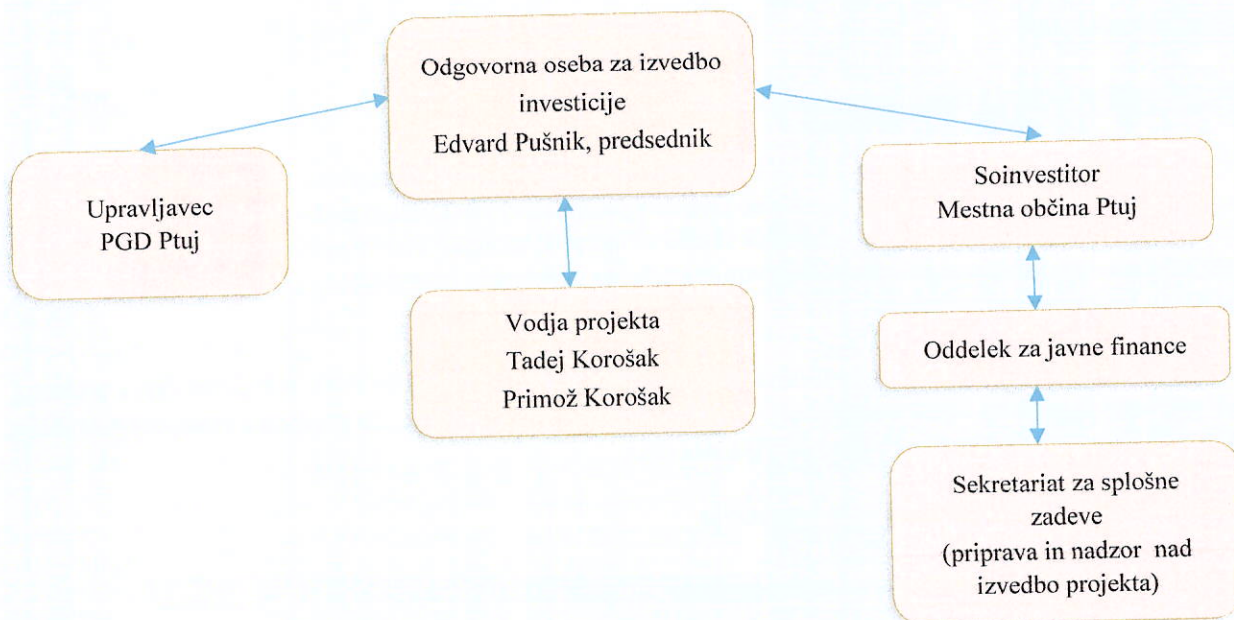 Odgovorna oseba za izvedbo
investicije
Edvard Pušnik, predsednik
Upravljavec
PGD Ptuj
Soinvestitor
Mestna občina Ptuj
Vodja projekta
Tadej Korošak
Primož Korošak
Oddelek za javne finance
Sekretariat za splošne
zadeve
(priprava in nadzor nad
izvedbo projekta)